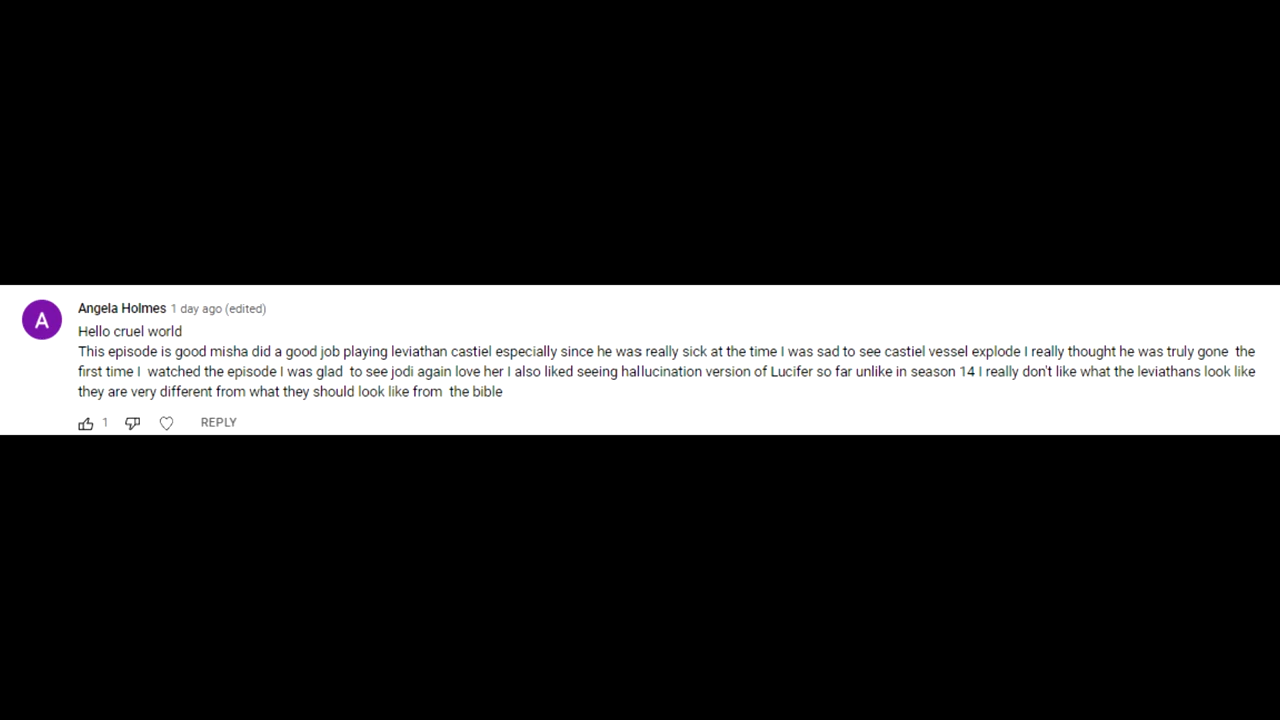 A
Angela Holmes 1 day ago (edited)
Hello cruel world
This episode is good misha did a good job playing leviathan castiel especially since he was really sick at the time I was sad to see castiel vessel explode I really thought he was truly gone  the
first time I  watched the episode I was glad  to see jodi again love her I also liked seeing hallucination version of Lucifer so far unlike in season 14 I really don't like what the leviathans look like
they are very different from what they should look like from  the bible
1 REPLY